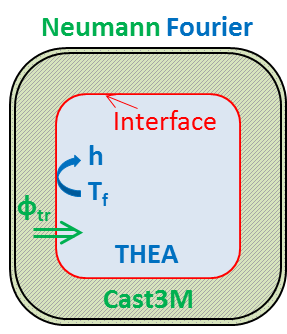 Neumann Fourier
Interface
h
Tf
ϕtr
THEA
Cast3M